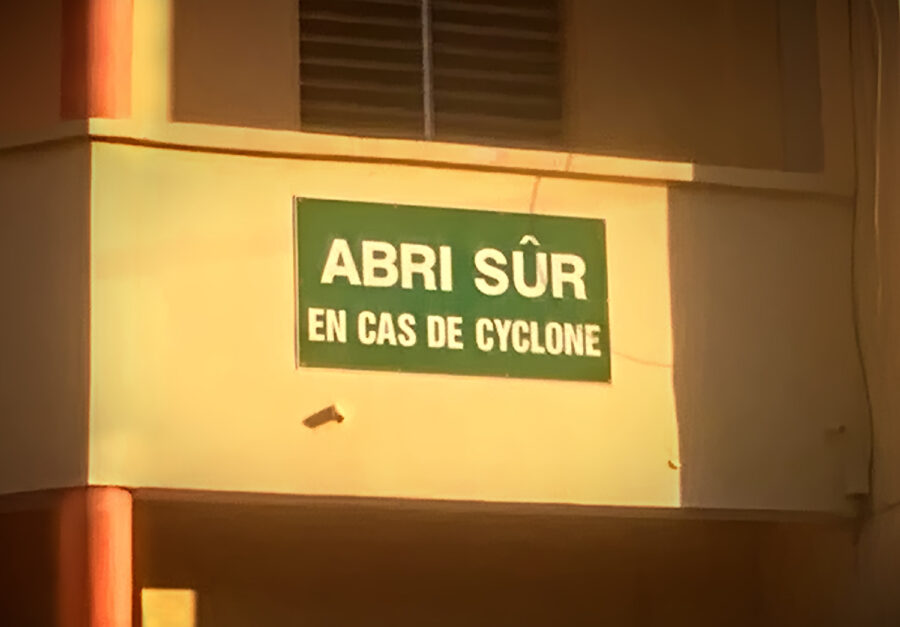 ABRI SÛR
EN CAS DE CYCLONE